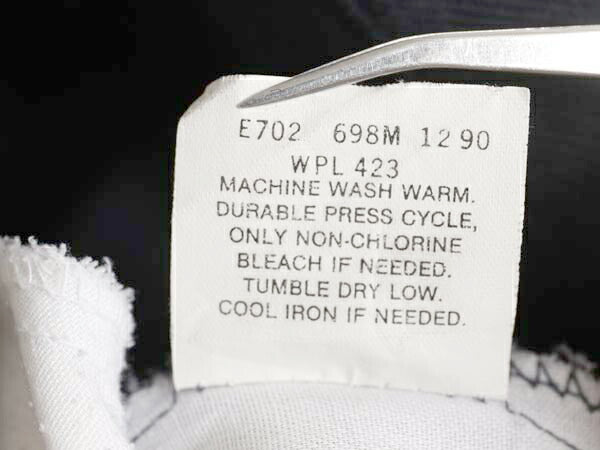 E702 698M 12 90
WPL 423
MACHINE WASH WARM.
DURABLE PRESS CYCLE,
ONLY NON-CHLORINE
BLEACH IF NEEDED.
TUMBLE DRY LOW.
COOL IRON IF NEEDED.